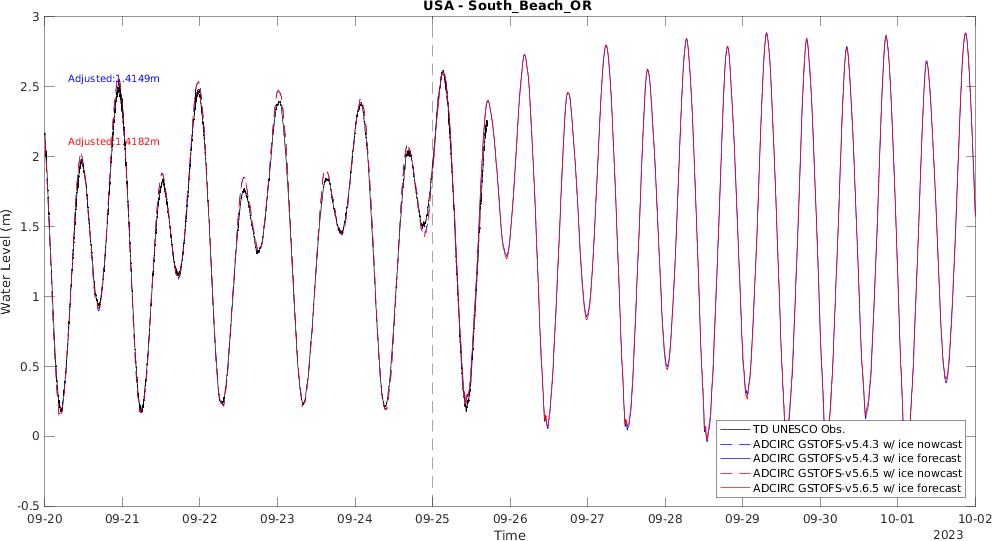 USA - South_Beach_OR
3
2.5
2
1.5
1
0.5
0
-0.5
Water Level (m)
Adjusted:1.4149m
Adjusted:1.4182m
TD UNESCO Obs.
ADCIRC GSTOFS-v5.4.3 w/ ice nowcast
ADCIRC GSTOFS-v5.4.3 w/ ice forecast
ADCIRC GSTOFS-v5.6.5 w/ ice nowcast
ADCIRC GSTOFS-v5.6.5 w/ ice forecast
09-20 09-21 09-22 09-23 09-24 09-25 09-26 09-27 09-28 09-29 09-30 10-01 10-02
Time
2023